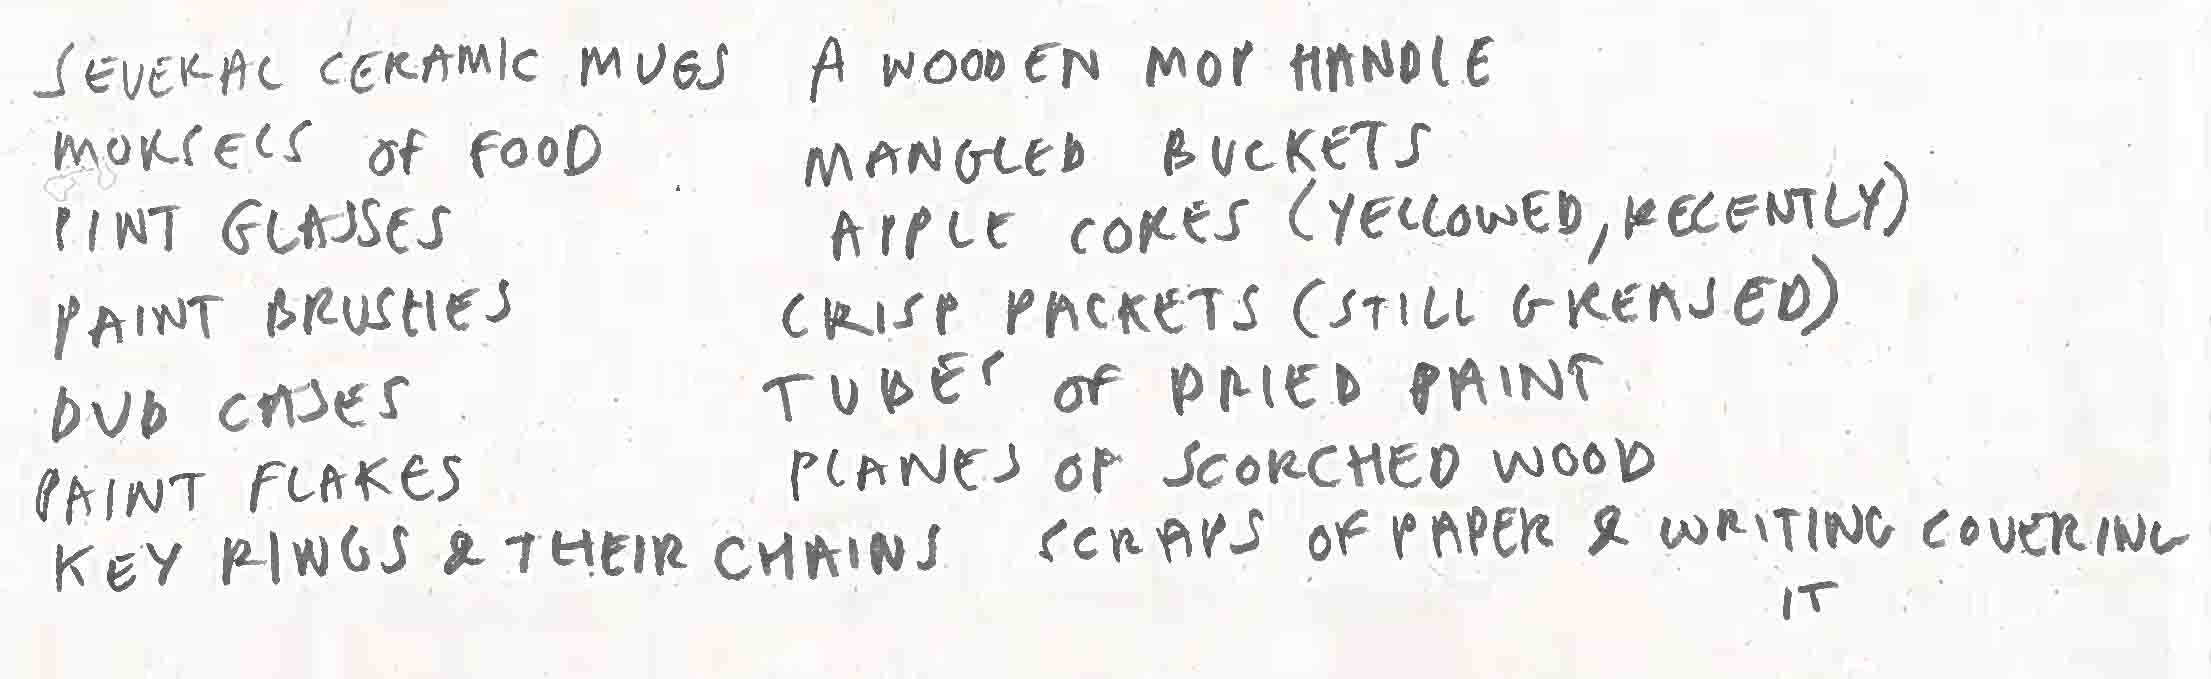 SEVERAL CERAMIC MUGS
MORSELS OF FOOD
PINT GLASSES
PAINT BRUSHES
DVD CASES
PAINT FLAKES
KEY RINGS & THEIR CHAINS
A WOODEN MOP HANDLE
MANGLED BUCKETS
APPLE CORES (YELLOWED, RECENTLY)
CRISP PACKETS (STILL GREASED)
TUBES OF DRIED PAINT
PLANES OF SCORCHED WOOD
SCRAPS OF PAPER & WRITING COVERING
IT